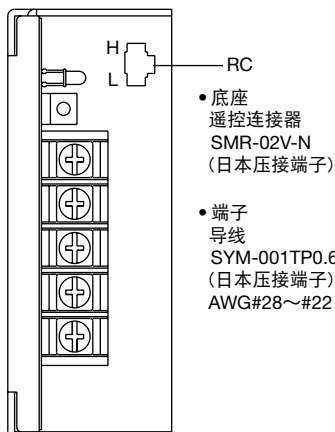 H
L
RC
•底座
遥控连接器
SMR-02V-N
(日本压接端子)
•端子
导线
SYM-001TP0.6
(日本压接端子)
AWG#28～#22